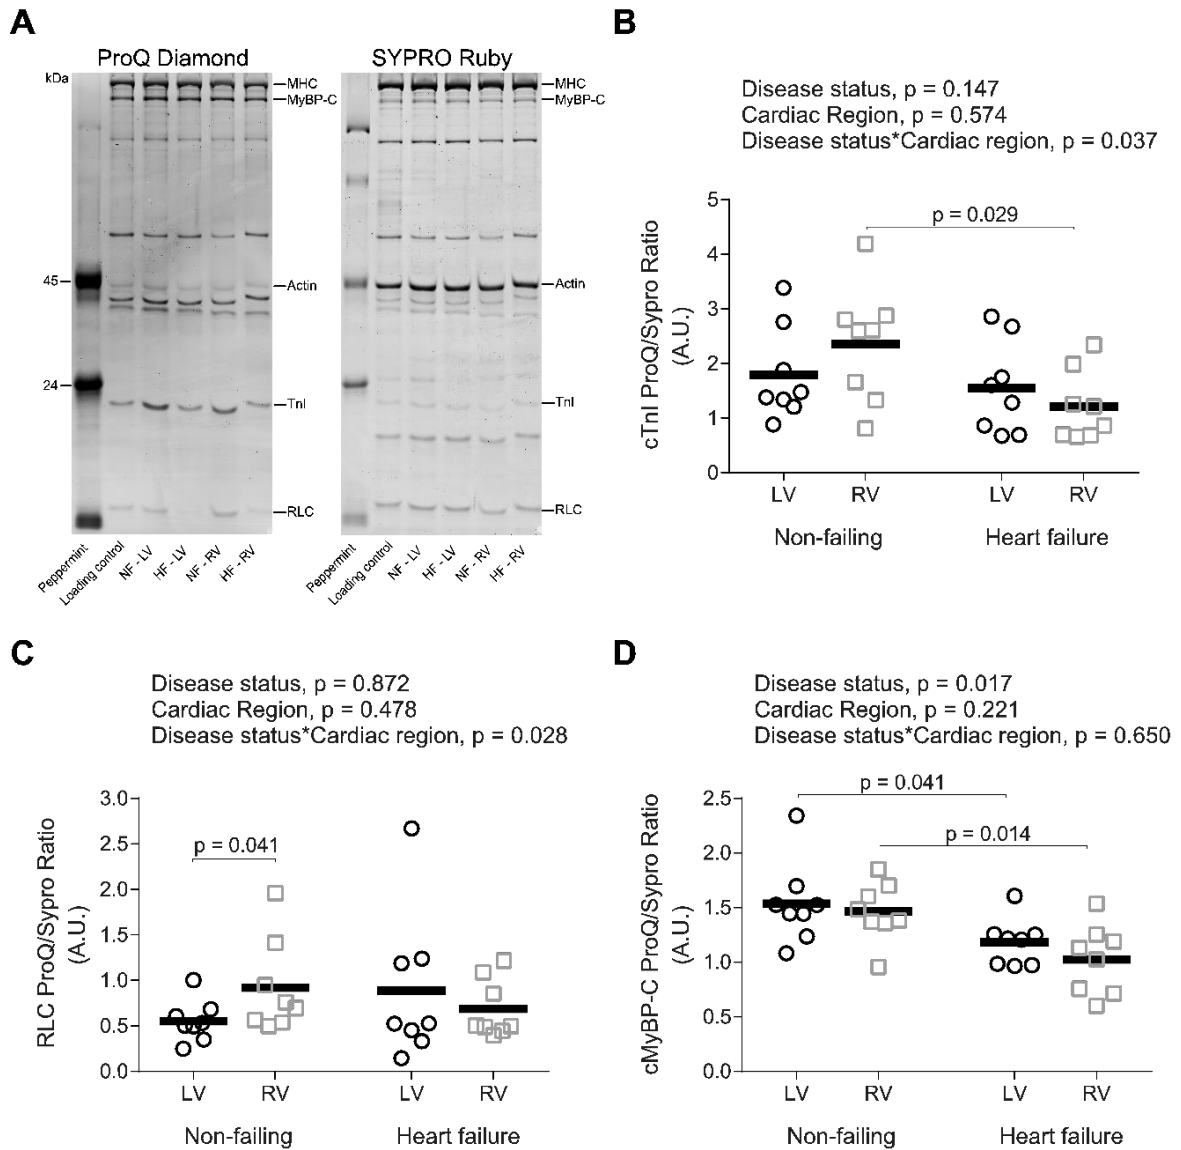 A
ProQ Diamond
SYPRO Ruby
kDa
MHC
MyBP-C
45
Actin
24
TnI
RLC
MHC
MyBP-C
Actin
TnI
RLC
Peppermint
Loading control
NF - LV
HF - LV
NF - RV
HF - RV
Peppermint
Loading control
NF - LV
HF - LV
NF - RV
HF - RV
B
Disease status, p = 0.147
Cardiac Region, p = 0.574
Disease status*Cardiac region, p = 0.037
cTnI ProQ/Sypro Ratio
(A.U.)
5
4
3
2
1
0
p = 0.029
LV
RV
LV
RV
Non-failing
Heart failure
C
Disease status, p = 0.872
Cardiac Region, p = 0.478
Disease status*Cardiac region, p = 0.028
RLC ProQ/Sypro Ratio
(A.U.)
3.0
2.5
2.0
1.5
1.0
0.5
0.0
p = 0.041
LV
RV
LV
RV
Non-failing
Heart failure
D
Disease status, p = 0.017
Cardiac Region, p = 0.221
Disease status*Cardiac region, p = 0.650
cMyBP-C ProQ/Sypro Ratio
(A.U.)
2.5
2.0
1.5
1.0
0.5
0.0
p = 0.041
p = 0.014
LV
RV
LV
RV
Non-failing
Heart failure